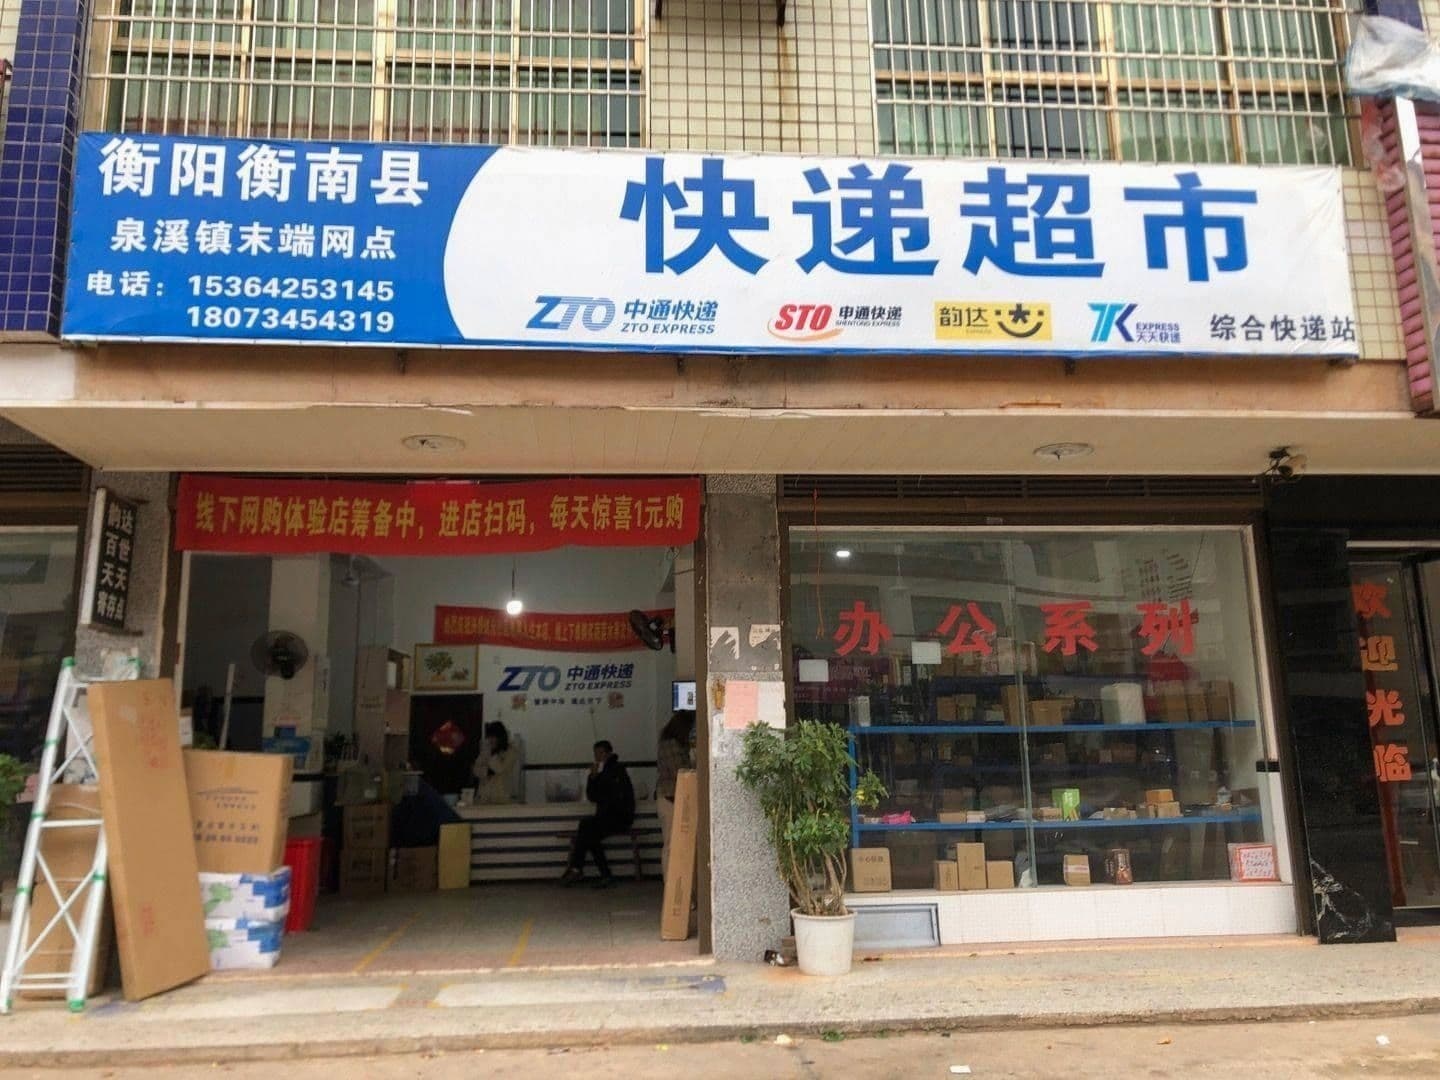 衡阳衡南县
泉溪镇末端网点
电话：15364253145
18073454319
快递超市
ZTO 中通快递
ZTO EXPRESS
STO 申通快递
SHENTONG EXPRESS
韵达
EXPRESS
天天快递
综合快递站
线下网购体验店筹备中，进店扫码，每天惊喜1元购
韵达
百世
天天
寄存点
ZTO 中通快递
ZTO EXPRESS
办公系列
欢迎光临